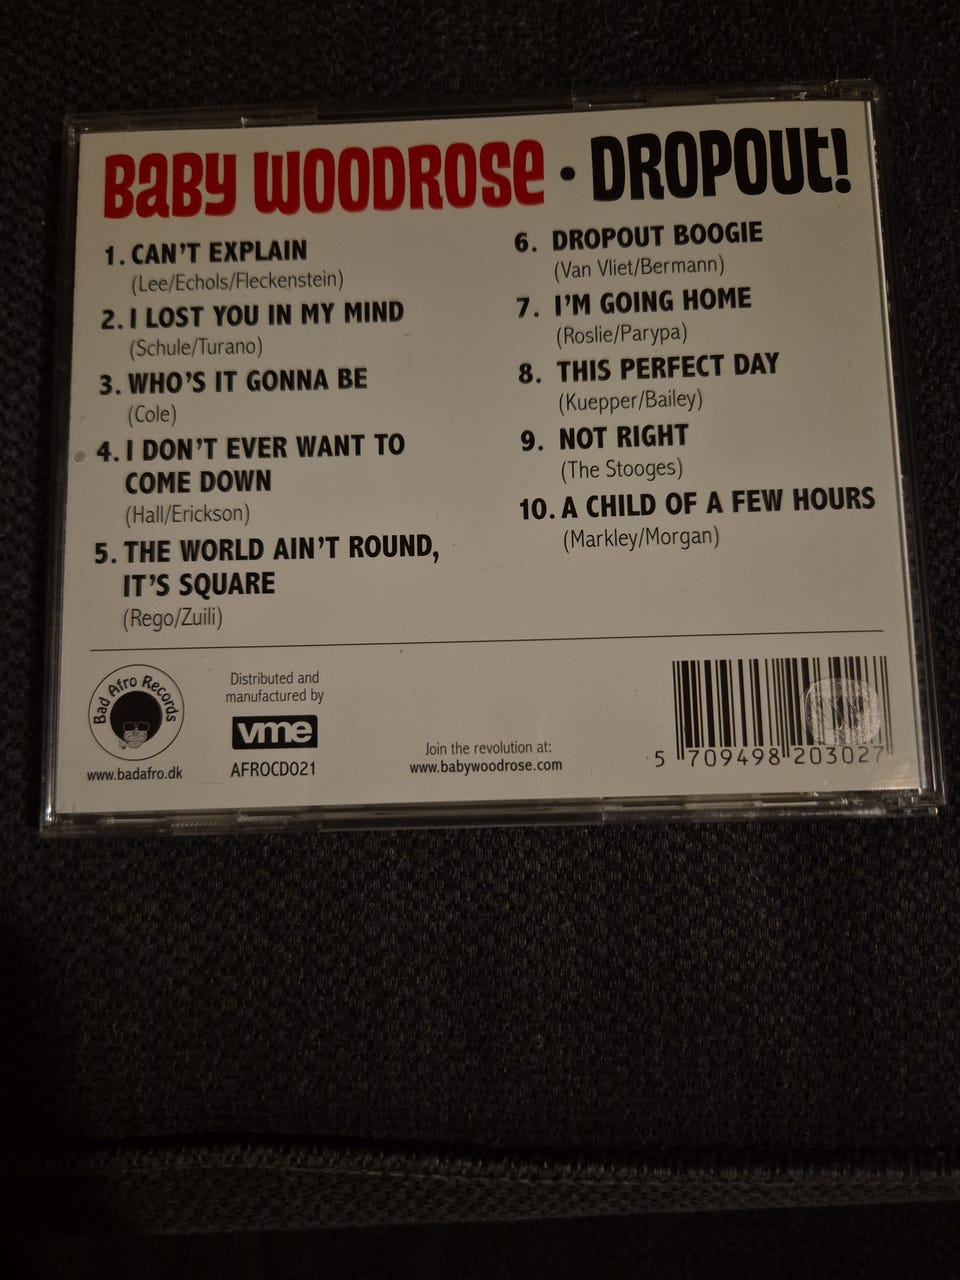 BABY WOODROSE • DROPOUT!
1. CAN'T EXPLAIN
(Lee/Echols/Fleckenstein)
2. I LOST YOU IN MY MIND
(Schule/Turano)
3. WHO'S IT GONNA BE
(Cole)
4. I DON'T EVER WANT TO
COME DOWN
(Hall/Erickson)
5. THE WORLD AIN'T ROUND,
IT'S SQUARE
(Rego/Zuili)
6. DROPOUT BOOGIE
(Van Vliet/Bermann)
7. I'M GOING HOME
(Roslie/Parypa)
8. THIS PERFECT DAY
(Kuepper/Bailey)
9. NOT RIGHT
(The Stooges)
10. A CHILD OF A FEW HOURS
(Markley/Morgan)
Bad Afro Records
www.badafro.dk
Distributed and
manufactured by
vme
AFROCD021
Join the revolution at:
www.babywoodrose.com
5 709498 203027